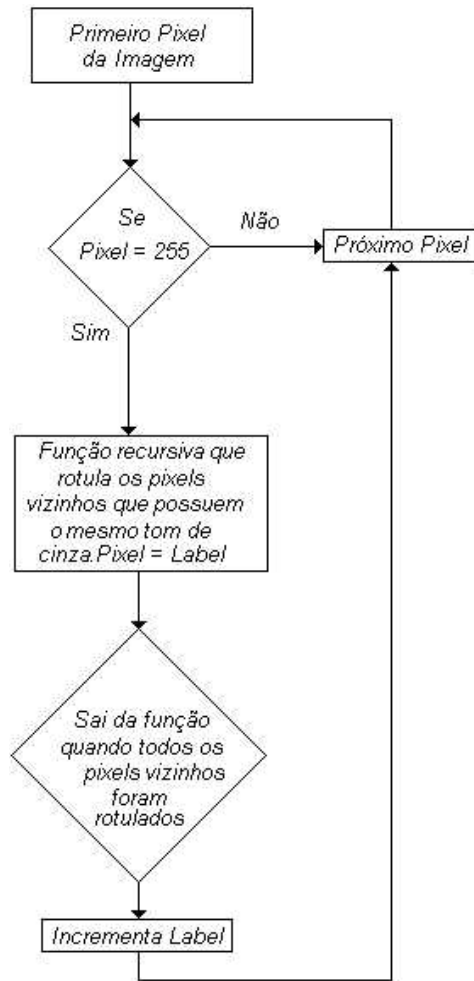 Primeiro Pixel
da Imagem
Se
Pixel = 255
Não
Próximo Pixel
Sim
Função recursiva que
rotula os pixels
vizinhos que possuem
o mesmo tom de
cinza.Pixel = Label
Sai da função
quando todos os
pixels vizinhos
foram
rotulados
Incrementa Label